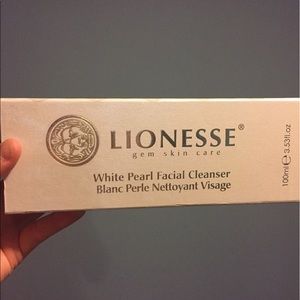 LIONESSE®
gem skin care
White Pearl Facial Cleanser
Blanc Perle Nettoyant Visage
100ml e 3.53fl.oz